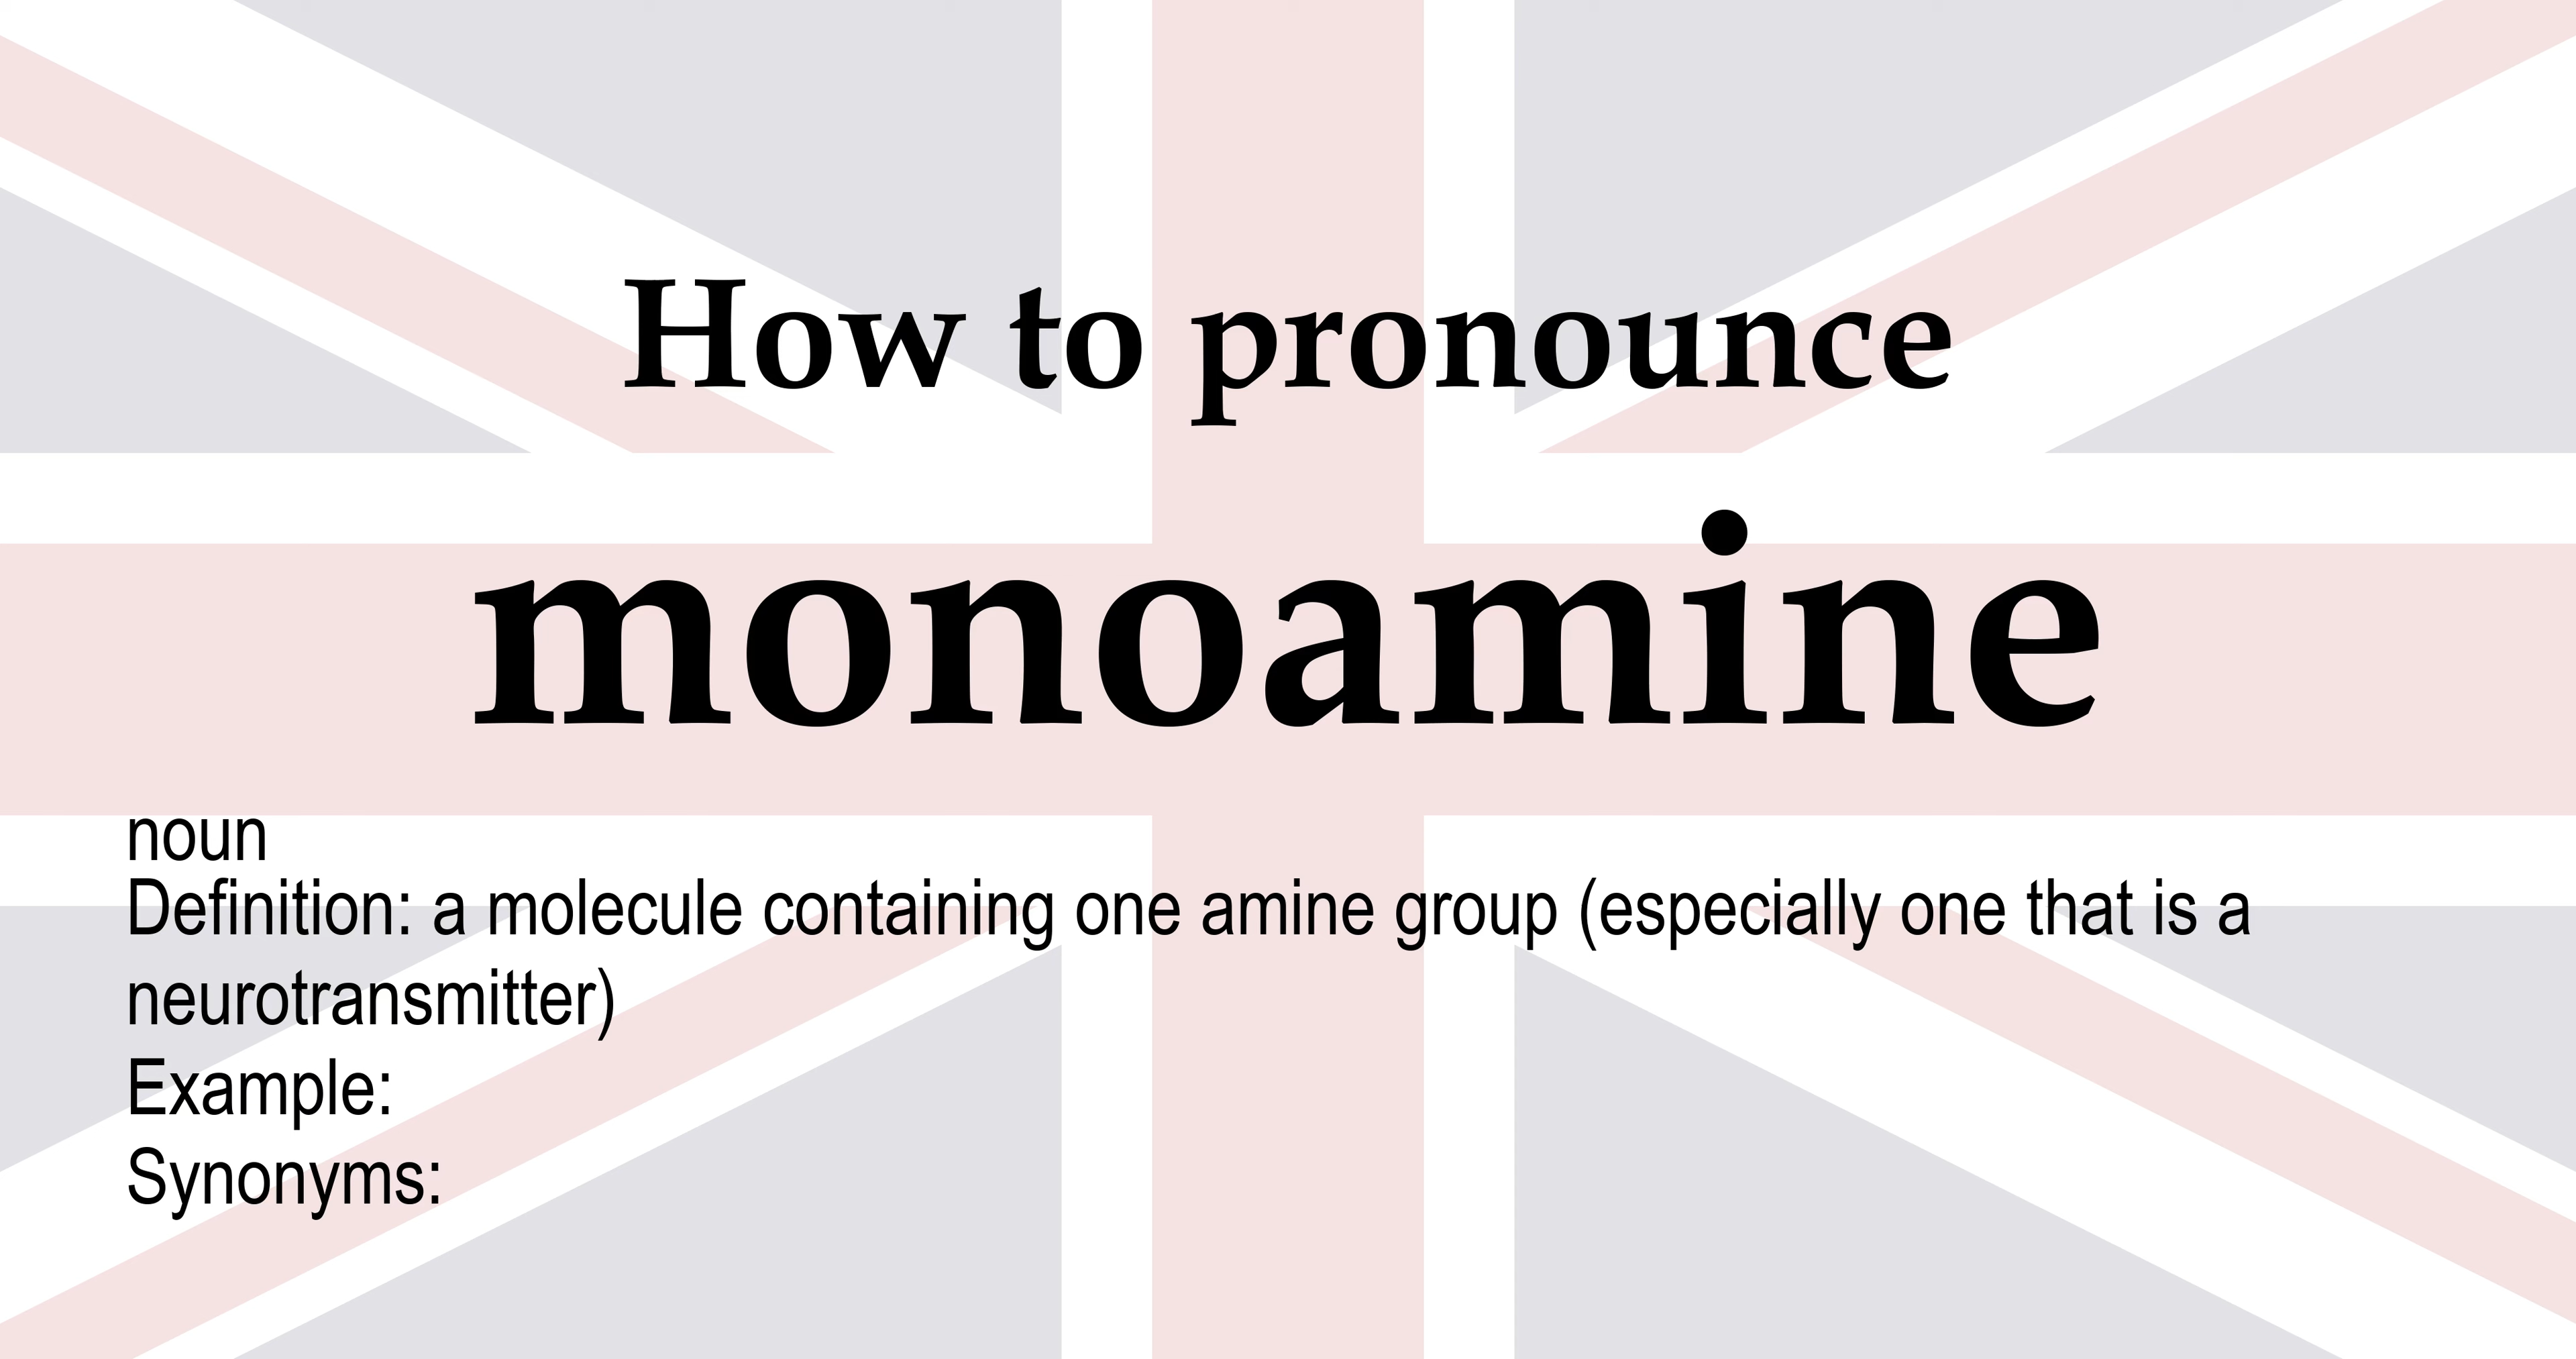 How to pronounce
monoamine
noun
Definition: a molecule containing one amine group (especially one that is a
neurotransmitter)
Example:
Synonyms: